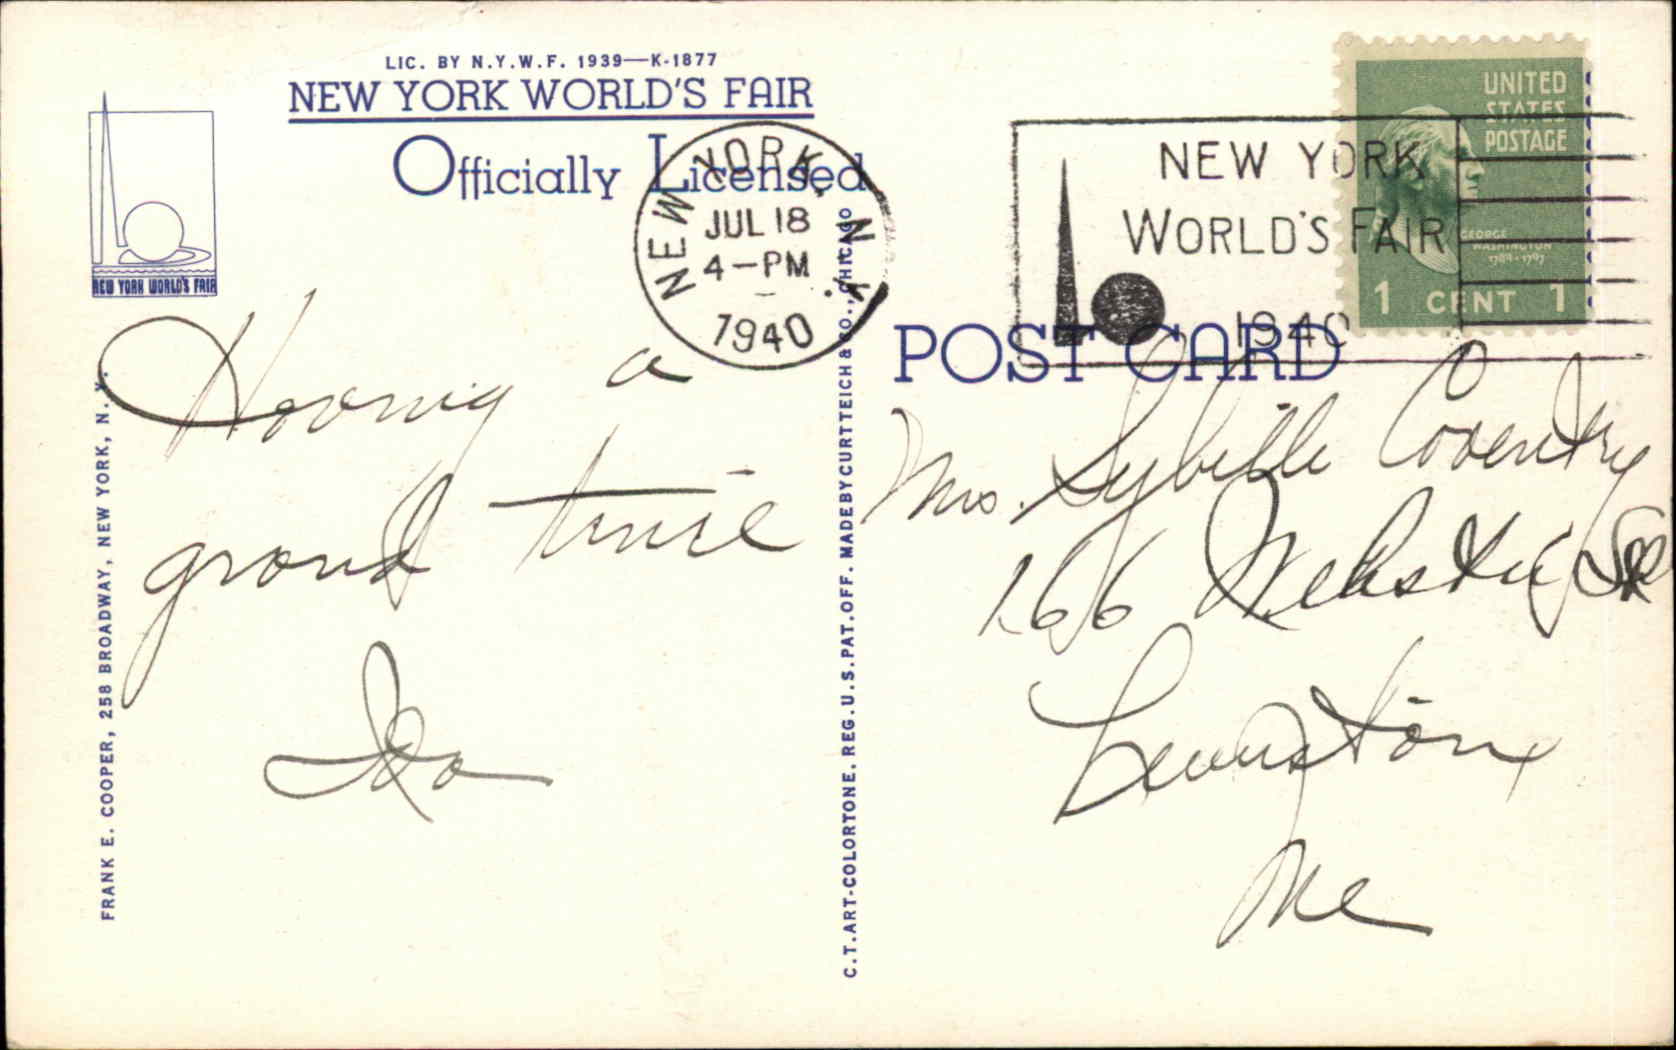 LIC. BY N.Y.W.F. 1939—K-1877
NEW YORK WORLD'S FAIR
Officially Licensed
NEW YORK WORLD'S FAIR
NEW YORK, N.Y.
JUL 18
4-PM
1940
NEW YORK
WORLD'S FAIR
1940
UNITED
STATES
POSTAGE
GEORGE
WASHINGTON
1789-1797
1 CENT 1
POST CARD
Having a
grand time
Ida
Mrs. Sybille Coventry
166 Webster St
Lewiston
Me
FRANK E. COOPER, 258 BROADWAY, NEW YORK, N.Y.
C.T. ART-COLORTONE, REG. U.S. PAT. OFF. MADE BY CURT TEICH & CO., CHICAGO